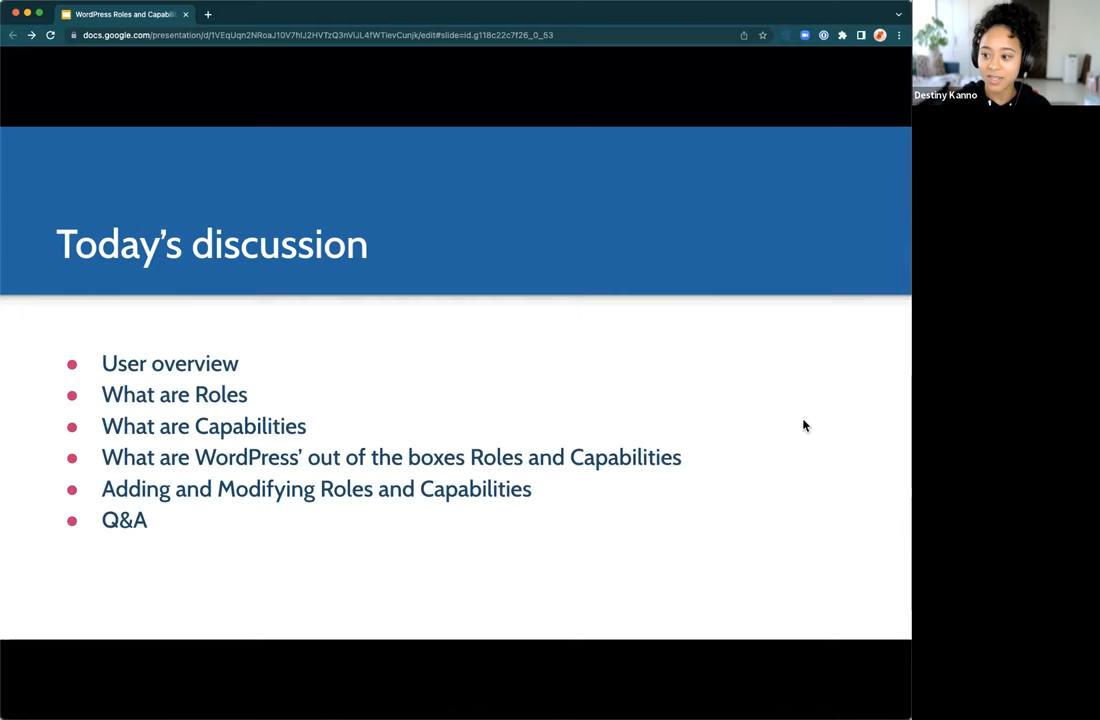 WordPress Roles and Capabili
docs.google.com/presentation/d/1VEqUqn2NRoaJ10V7hlJ2HVTzQ3nViJL4fWTievCunjk/edit#slide=id.g118c22c7f26_0_53
Destiny Kanno
Today's discussion
User overview
What are Roles
What are Capabilities
What are WordPress' out of the boxes Roles and Capabilities
Adding and Modifying Roles and Capabilities
Q&A